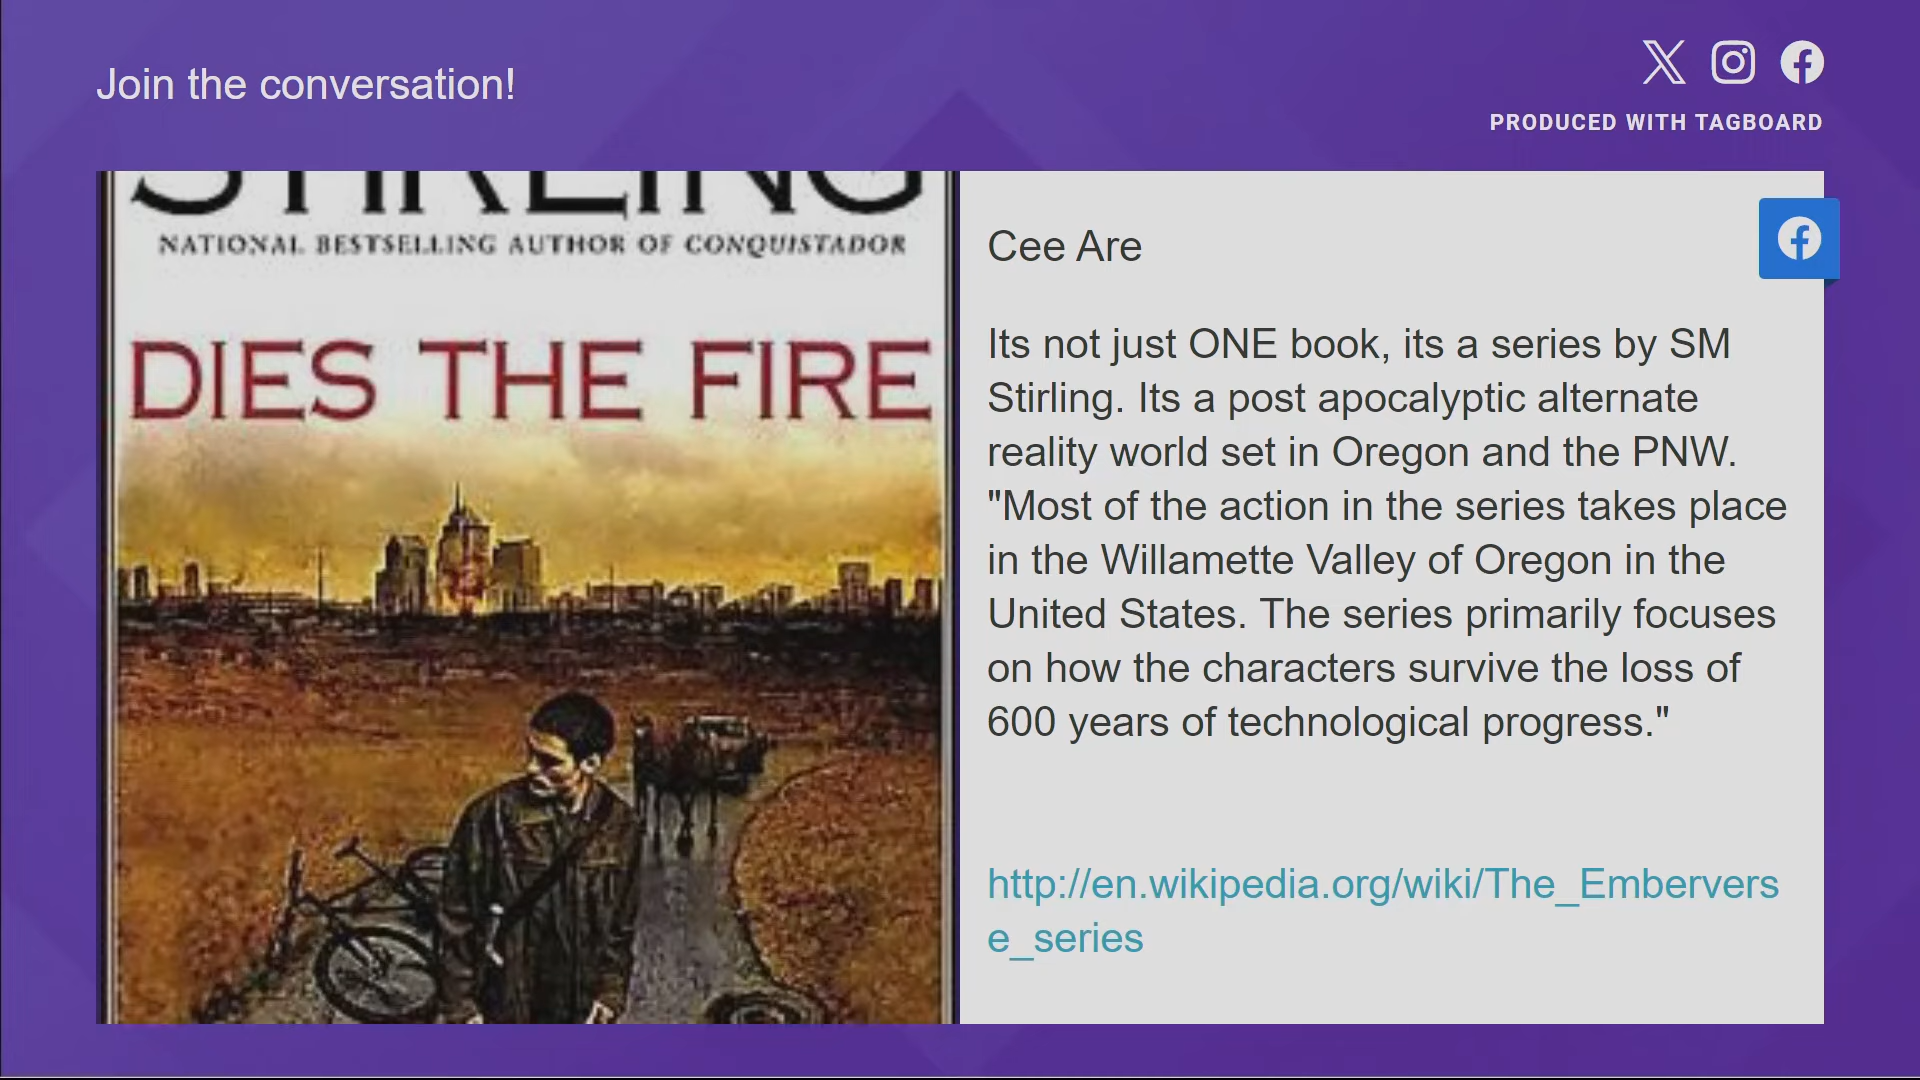 Join the conversation!
PRODUCED WITH TAGBOARD
STIRLING
NATIONAL BESTSELLING AUTHOR OF CONQUISTADOR
DIES THE FIRE
Cee Are
Its not just ONE book, its a series by SM
Stirling. Its a post apocalyptic alternate
reality world set in Oregon and the PNW.
"Most of the action in the series takes place
in the Willamette Valley of Oregon in the
United States. The series primarily focuses
on how the characters survive the loss of
600 years of technological progress."
http://en.wikipedia.org/wiki/The_Embervers
e_series